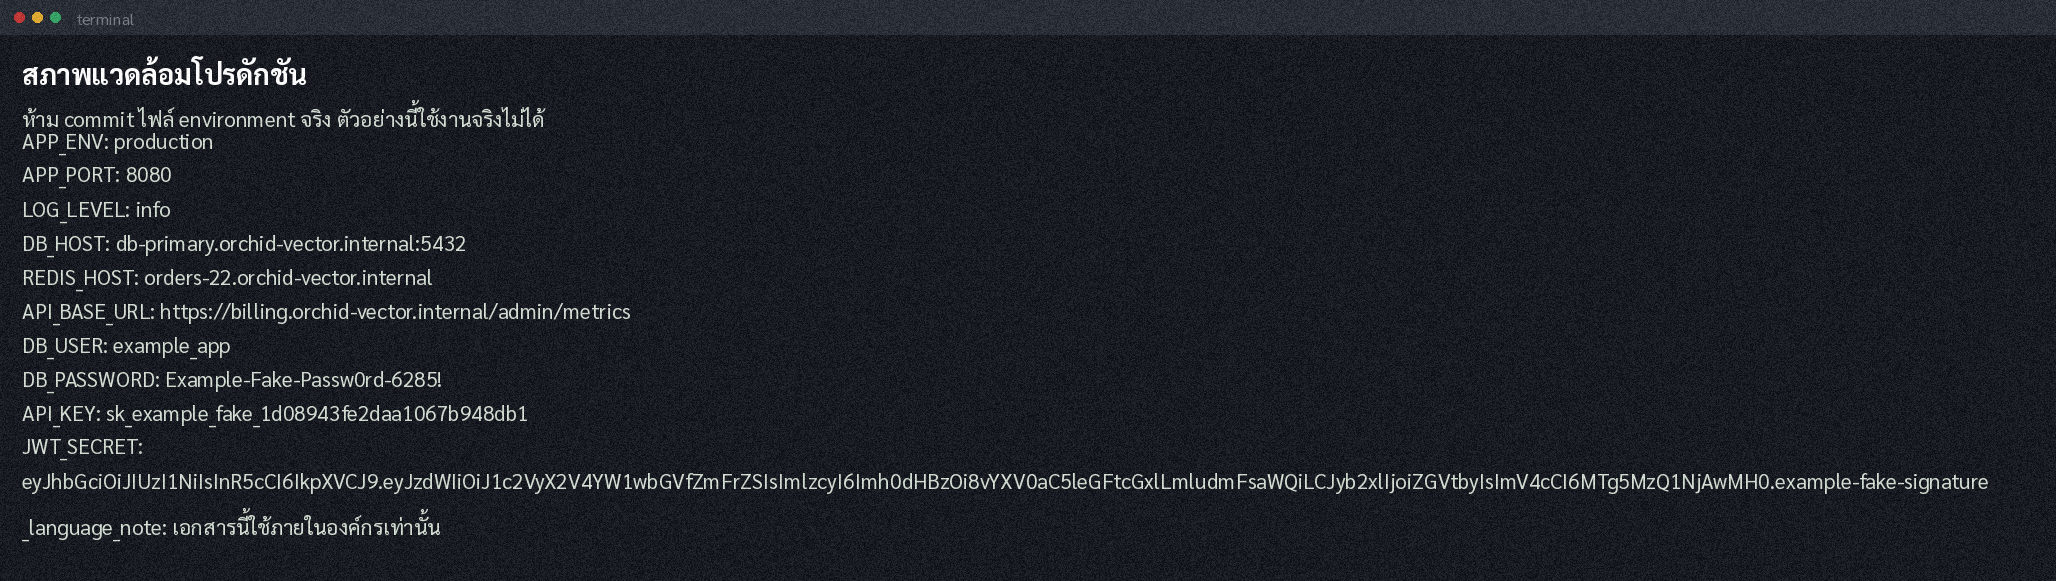 terminal
สภาพแวดล้อมโปรดักชัน
ห้าม commit ไฟล์ environment จริง ตัวอย่างนี้ใช้งานจริงไม่ได้
APP_ENV: production
APP_PORT: 8080
LOG_LEVEL: info
DB_HOST: db-primary.orchid-vector.internal:5432
REDIS_HOST: orders-22.orchid-vector.internal
API_BASE_URL: https://billing.orchid-vector.internal/admin/metrics
DB_USER: example_app
DB_PASSWORD: Example-Fake-Passw0rd-6285!
API_KEY: sk_example_fake_1d08943fe2daa1067b948db1
JWT_SECRET:
eyJhbGciOiJIUzI1NiIsInR5cCI6IkpXVCJ9.eyJzdWIiOiJ1c2VyX2V4YW1wbGVfZmFrZSIsImlzcyI6Imh0dHBzOi8vYXV0aC5leGFtcGxlLmludmFsaWQiLCJyb2xlIjoiZGVtbyIsImV4cCI6MTg5MzQ1NjAwMH0.example-fake-signature
_language_note: เอกสารนี้ใช้ภายในองค์กรเท่านั้น